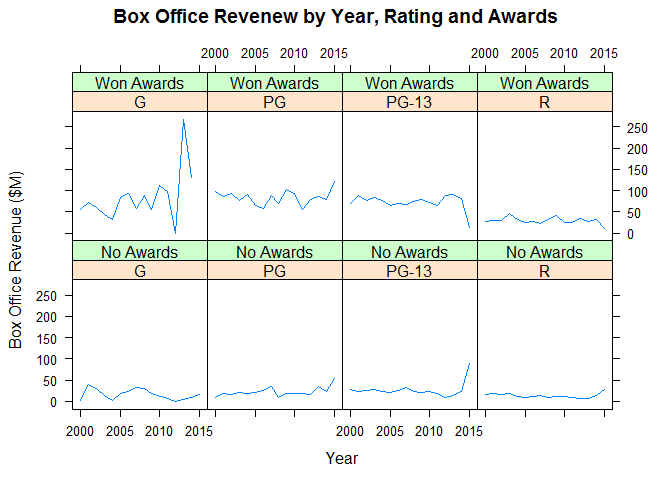 Box Office Revenew by Year, Rating and Awards
2000 2005 2010 2015 2000 2005 2010 2015
Won Awards Won Awards Won Awards Won Awards
G PG PG-13 R
250
200
150
100
50
0
No Awards No Awards No Awards No Awards
G PG PG-13 R
250
200
150
100
50
0
Box Office Revenue ($M)
2000 2005 2010 2015 2000 2005 2010 2015
Year